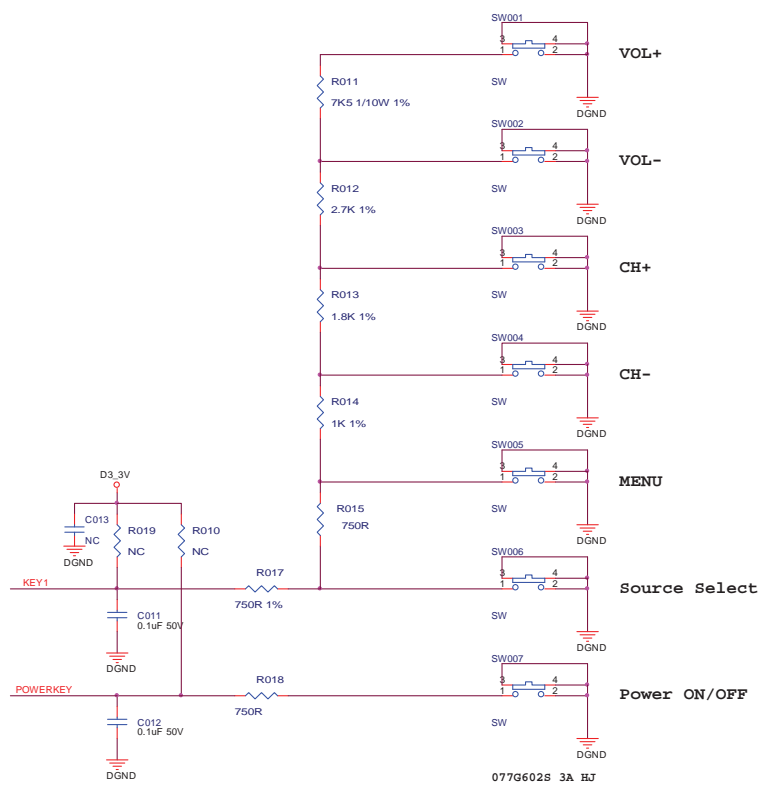 SW001
3 4
1 2
VOL+
SW
DGND
R011
7K5 1/10W 1%
SW002
3 4
1 2
VOL-
SW
DGND
R012
2.7K 1%
SW003
3 4
1 2
CH+
SW
DGND
R013
1.8K 1%
SW004
3 4
1 2
CH-
SW
DGND
R014
1K 1%
SW005
3 4
1 2
MENU
SW
DGND
R015
750R
D3_3V
C013
NC
DGND
R019
NC
R010
NC
SW006
3 4
1 2
Source Select
SW
DGND
KEY1
R017
750R 1%
C011
0.1uF 50V
DGND
SW007
3 4
1 2
Power ON/OFF
SW
DGND
POWERKEY
R018
750R
C012
0.1uF 50V
DGND
077G602S 3A HJ